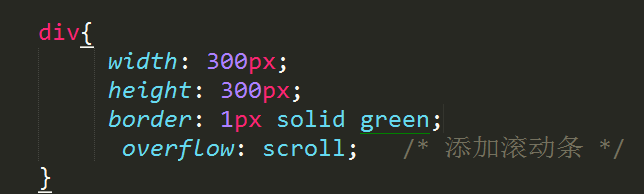 div{
width: 300px;
height: 300px;
border: 1px solid green;
overflow: scroll; /* 添加滚动条 */
}